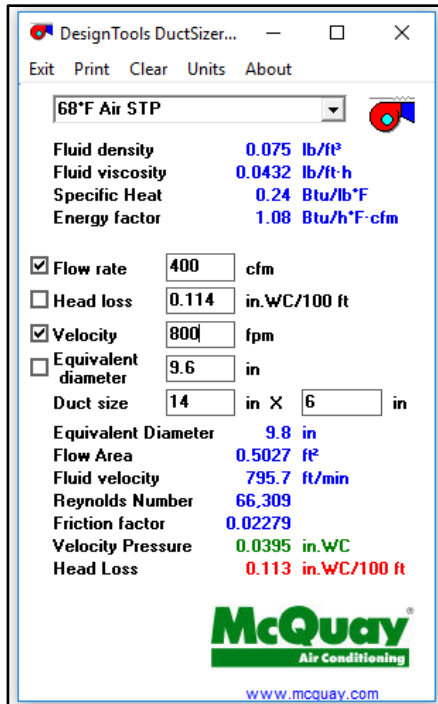 DesignTools DuctSizer...
Exit Print Clear Units About
68*F Air STP
Fluid density 0.075 lb/ft³
Fluid viscosity 0.0432 lb/ft·h
Specific Heat 0.24 Btu/lb*F
Energy factor 1.08 Btu/h*F·cfm
Flow rate 400 cfm
Head loss 0.114 in.WC/100 ft
Velocity 800 fpm
Equivalent diameter 9.6 in
Duct size 14 in X 6 in
Equivalent Diameter 9.8 in
Flow Area 0.5027 ft²
Fluid velocity 795.7 ft/min
Reynolds Number 66,309
Friction factor 0.02279
Velocity Pressure 0.0395 in.WC
Head Loss 0.113 in.WC/100 ft
McQuay®
Air Conditioning
www.mcquay.com